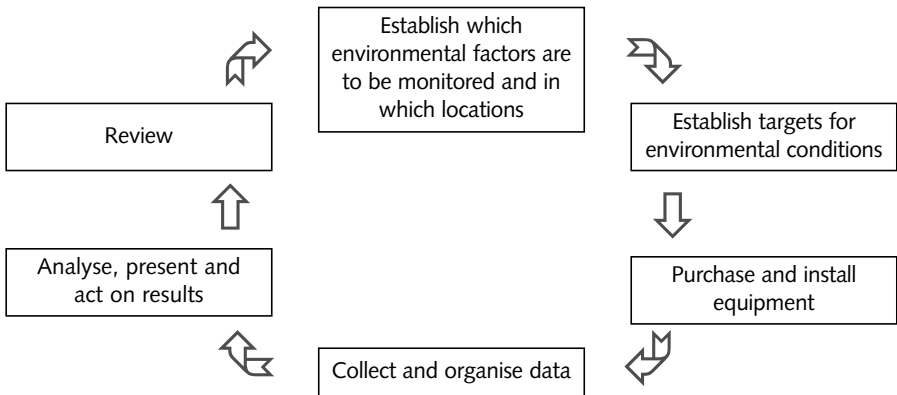 Establish which
environmental factors are
to be monitored and in
which locations
Establish targets for
environmental conditions
Purchase and install
equipment
Collect and organise data
Analyse, present and
act on results
Review